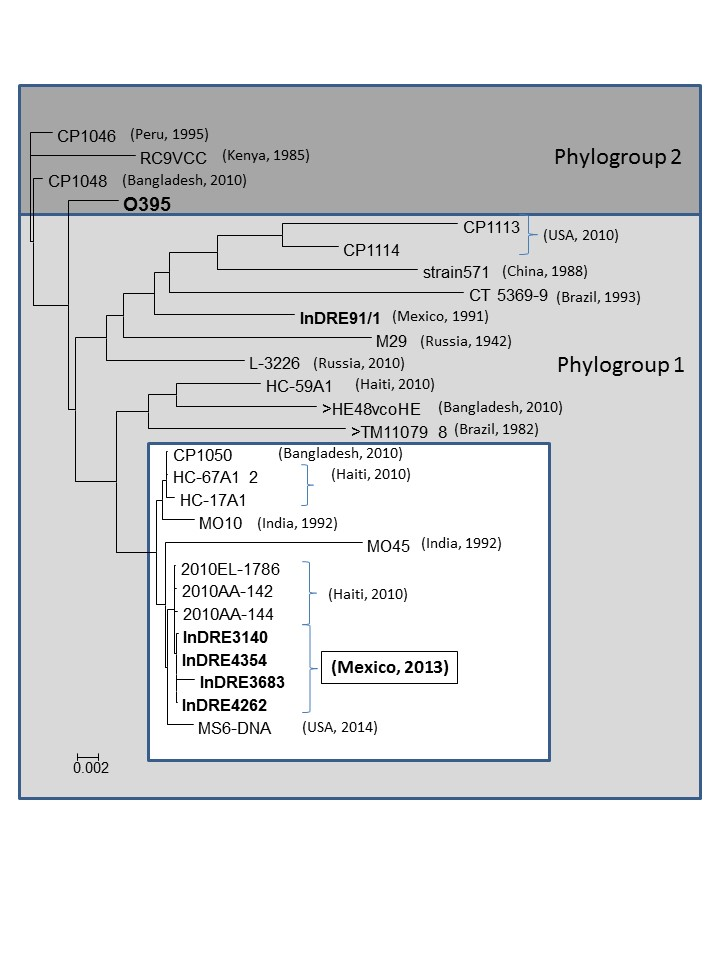 CP1046 (Peru, 1995)
RC9VCC (Kenya, 1985)
Phylogroup 2
CP1048 (Bangladesh, 2010)
O395
CP1113
(USA, 2010)
CP1114
strain571 (China, 1988)
CT 5369-9 (Brazil, 1993)
InDRE91/1 (Mexico, 1991)
M29 (Russia, 1942)
L-3226 (Russia, 2010)
Phylogroup 1
HC-59A1 (Haiti, 2010)
>HE48vcoHE (Bangladesh, 2010)
>TM11079 8 (Brazil, 1982)
CP1050 (Bangladesh, 2010)
HC-67A1 2
(Haiti, 2010)
HC-17A1
MO10 (India, 1992)
MO45 (India, 1992)
2010EL-1786
2010AA-142
(Haiti, 2010)
2010AA-144
InDRE3140
InDRE4354
(Mexico, 2013)
InDRE3683
InDRE4262
MS6-DNA (USA, 2014)
0.002